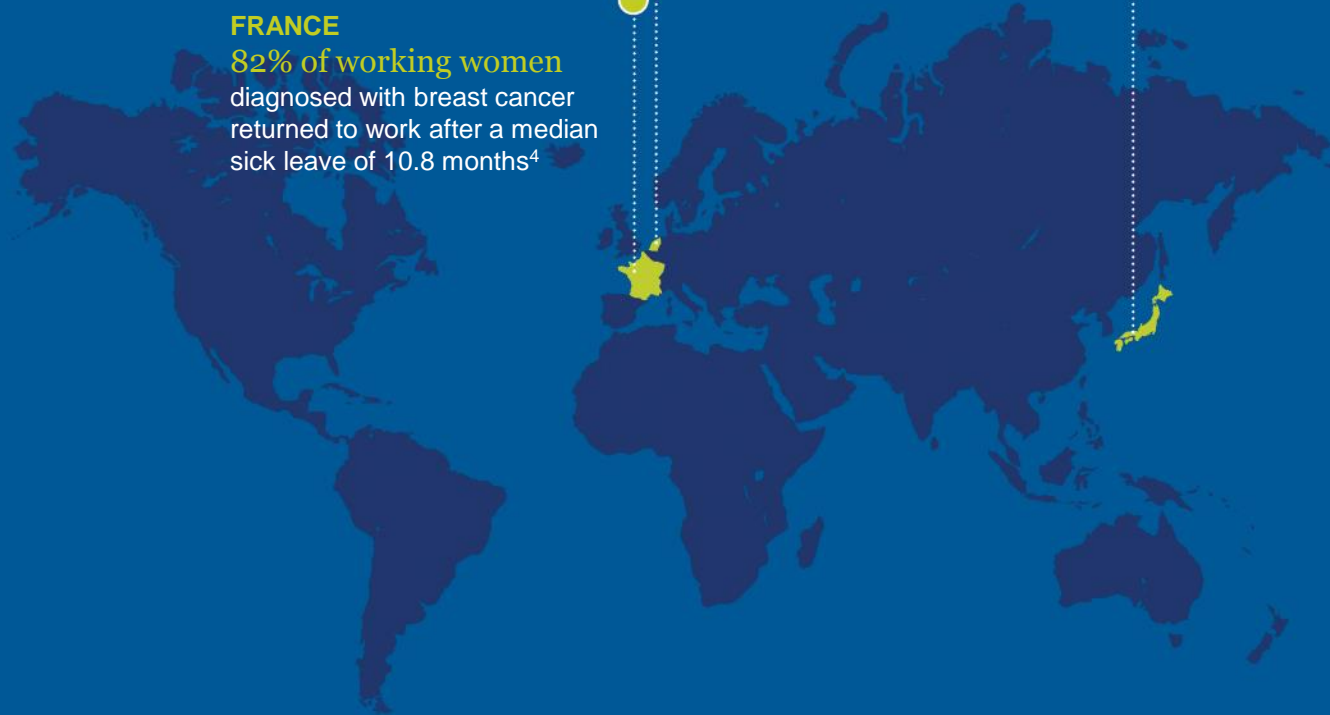 FRANCE
82% of working women
diagnosed with breast cancer
returned to work after a median
sick leave of 10.8 months⁴